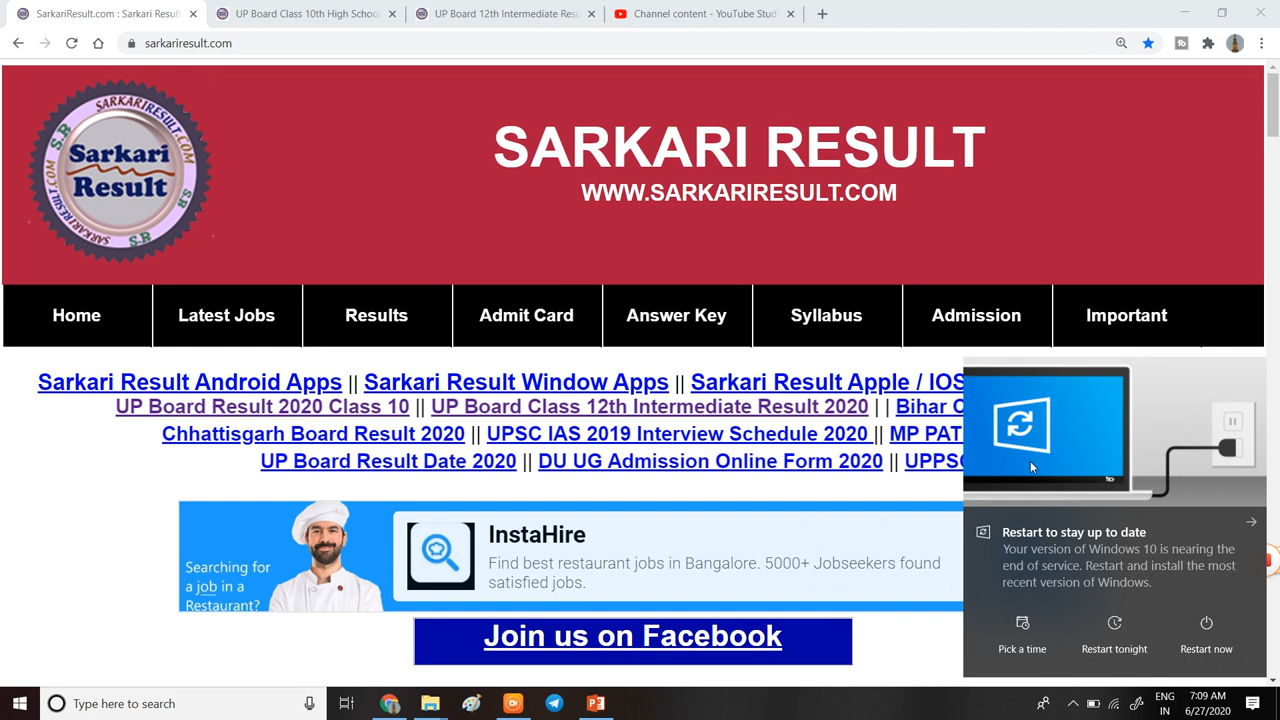 SarkariResult.com : Sarkari Result
UP Board Class 10th High School
UP Board 12th Intermediate Resu
Channel content - YouTube Studi
sarkariresult.com
SARKARIRESULT.COM
S.R
Sarkari
Result
S.R
SARKARIRESULT.COM
SARKARI RESULT
WWW.SARKARIRESULT.COM
Home
Latest Jobs
Results
Admit Card
Answer Key
Syllabus
Admission
Important
Sarkari Result Android Apps || Sarkari Result Window Apps || Sarkari Result Apple / IOS
UP Board Result 2020 Class 10 || UP Board Class 12th Intermediate Result 2020 | | Bihar
Chhattisgarh Board Result 2020 || UPSC IAS 2019 Interview Schedule 2020 || MP PAT
UP Board Result Date 2020 || DU UG Admission Online Form 2020 || UPPSC
Searching for
a job in a
Restaurant?
InstaHire
Find best restaurant jobs in Bangalore. 5000+ Jobseekers found
satisfied jobs.
Join us on Facebook
Restart to stay up to date
Your version of Windows 10 is nearing the
end of service. Restart and install the most
recent version of Windows.
Pick a time
Restart tonight
Restart now
Type here to search
ENG
IN
7:09 AM
6/27/2020